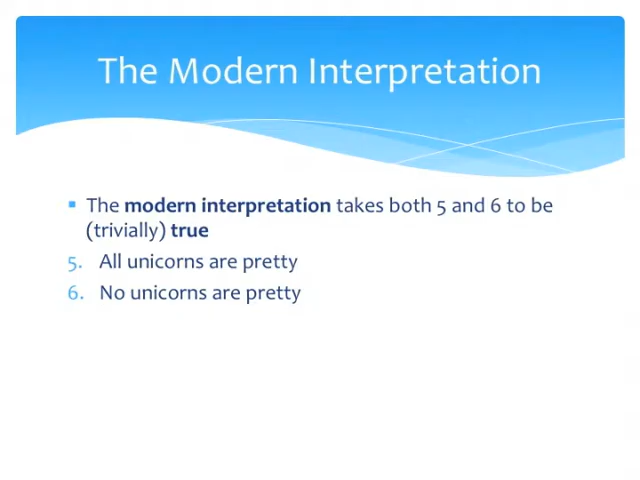 The Modern Interpretation
▪ The modern interpretation takes both 5 and 6 to be
(trivially) true
5. All unicorns are pretty
6. No unicorns are pretty